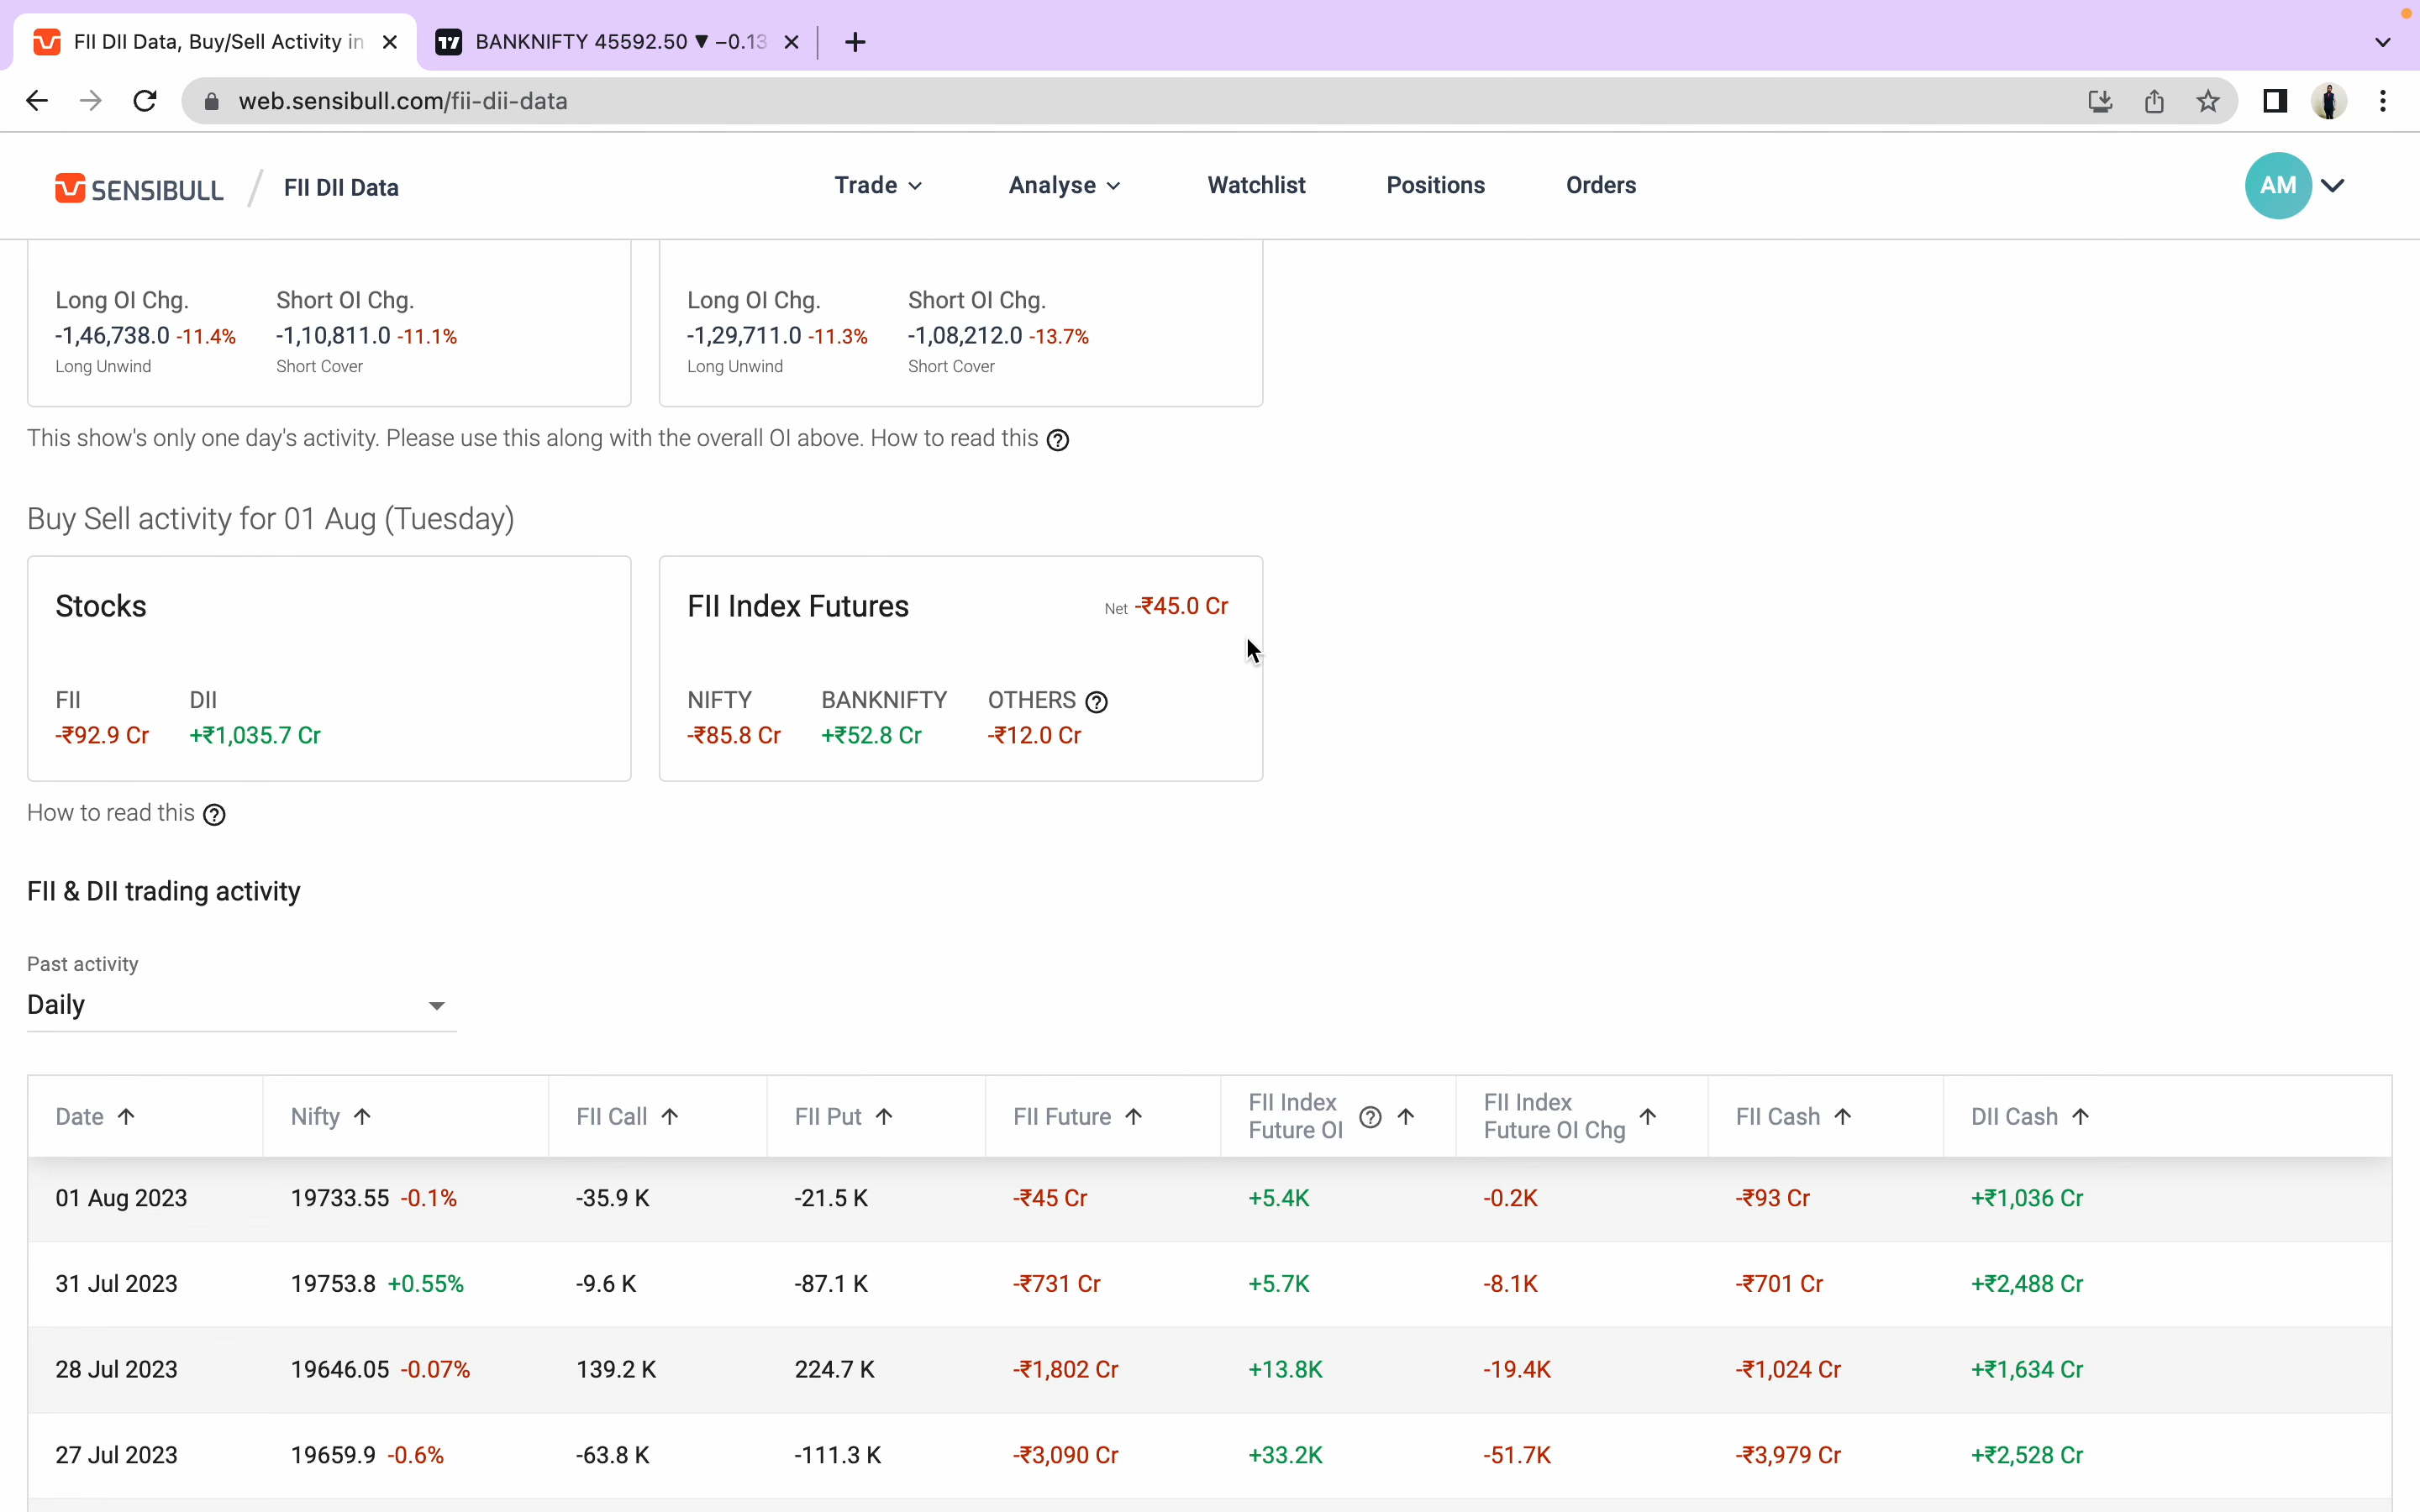 FII DII Data, Buy/Sell Activity in
BANKNIFTY 45592.50 ▼ −0.13
web.sensibull.com/fii-dii-data
SENSIBULL / FII DII Data
Trade
Analyse
Watchlist
Positions
Orders
AM
Long OI Chg. Short OI Chg.
-1,46,738.0 -11.4% -1,10,811.0 -11.1%
Long Unwind Short Cover
Long OI Chg. Short OI Chg.
-1,29,711.0 -11.3% -1,08,212.0 -13.7%
Long Unwind Short Cover
This show's only one day's activity. Please use this along with the overall OI above. How to read this ?
Buy Sell activity for 01 Aug (Tuesday)
Stocks
FII DII
-₹92.9 Cr +₹1,035.7 Cr
FII Index Futures Net -₹45.0 Cr
NIFTY BANKNIFTY OTHERS ?
-₹85.8 Cr +₹52.8 Cr -₹12.0 Cr
How to read this ?
FII & DII trading activity
Past activity
Daily
Date ↑ Nifty ↑ FII Call ↑ FII Put ↑ FII Future ↑ FII Index Future OI ? ↑ FII Index Future OI Chg ↑ FII Cash ↑ DII Cash ↑
01 Aug 2023 19733.55 -0.1% -35.9 K -21.5 K -₹45 Cr +5.4K -0.2K -₹93 Cr +₹1,036 Cr
31 Jul 2023 19753.8 +0.55% -9.6 K -87.1 K -₹731 Cr +5.7K -8.1K -₹701 Cr +₹2,488 Cr
28 Jul 2023 19646.05 -0.07% 139.2 K 224.7 K -₹1,802 Cr +13.8K -19.4K -₹1,024 Cr +₹1,634 Cr
27 Jul 2023 19659.9 -0.6% -63.8 K -111.3 K -₹3,090 Cr +33.2K -51.7K -₹3,979 Cr +₹2,528 Cr